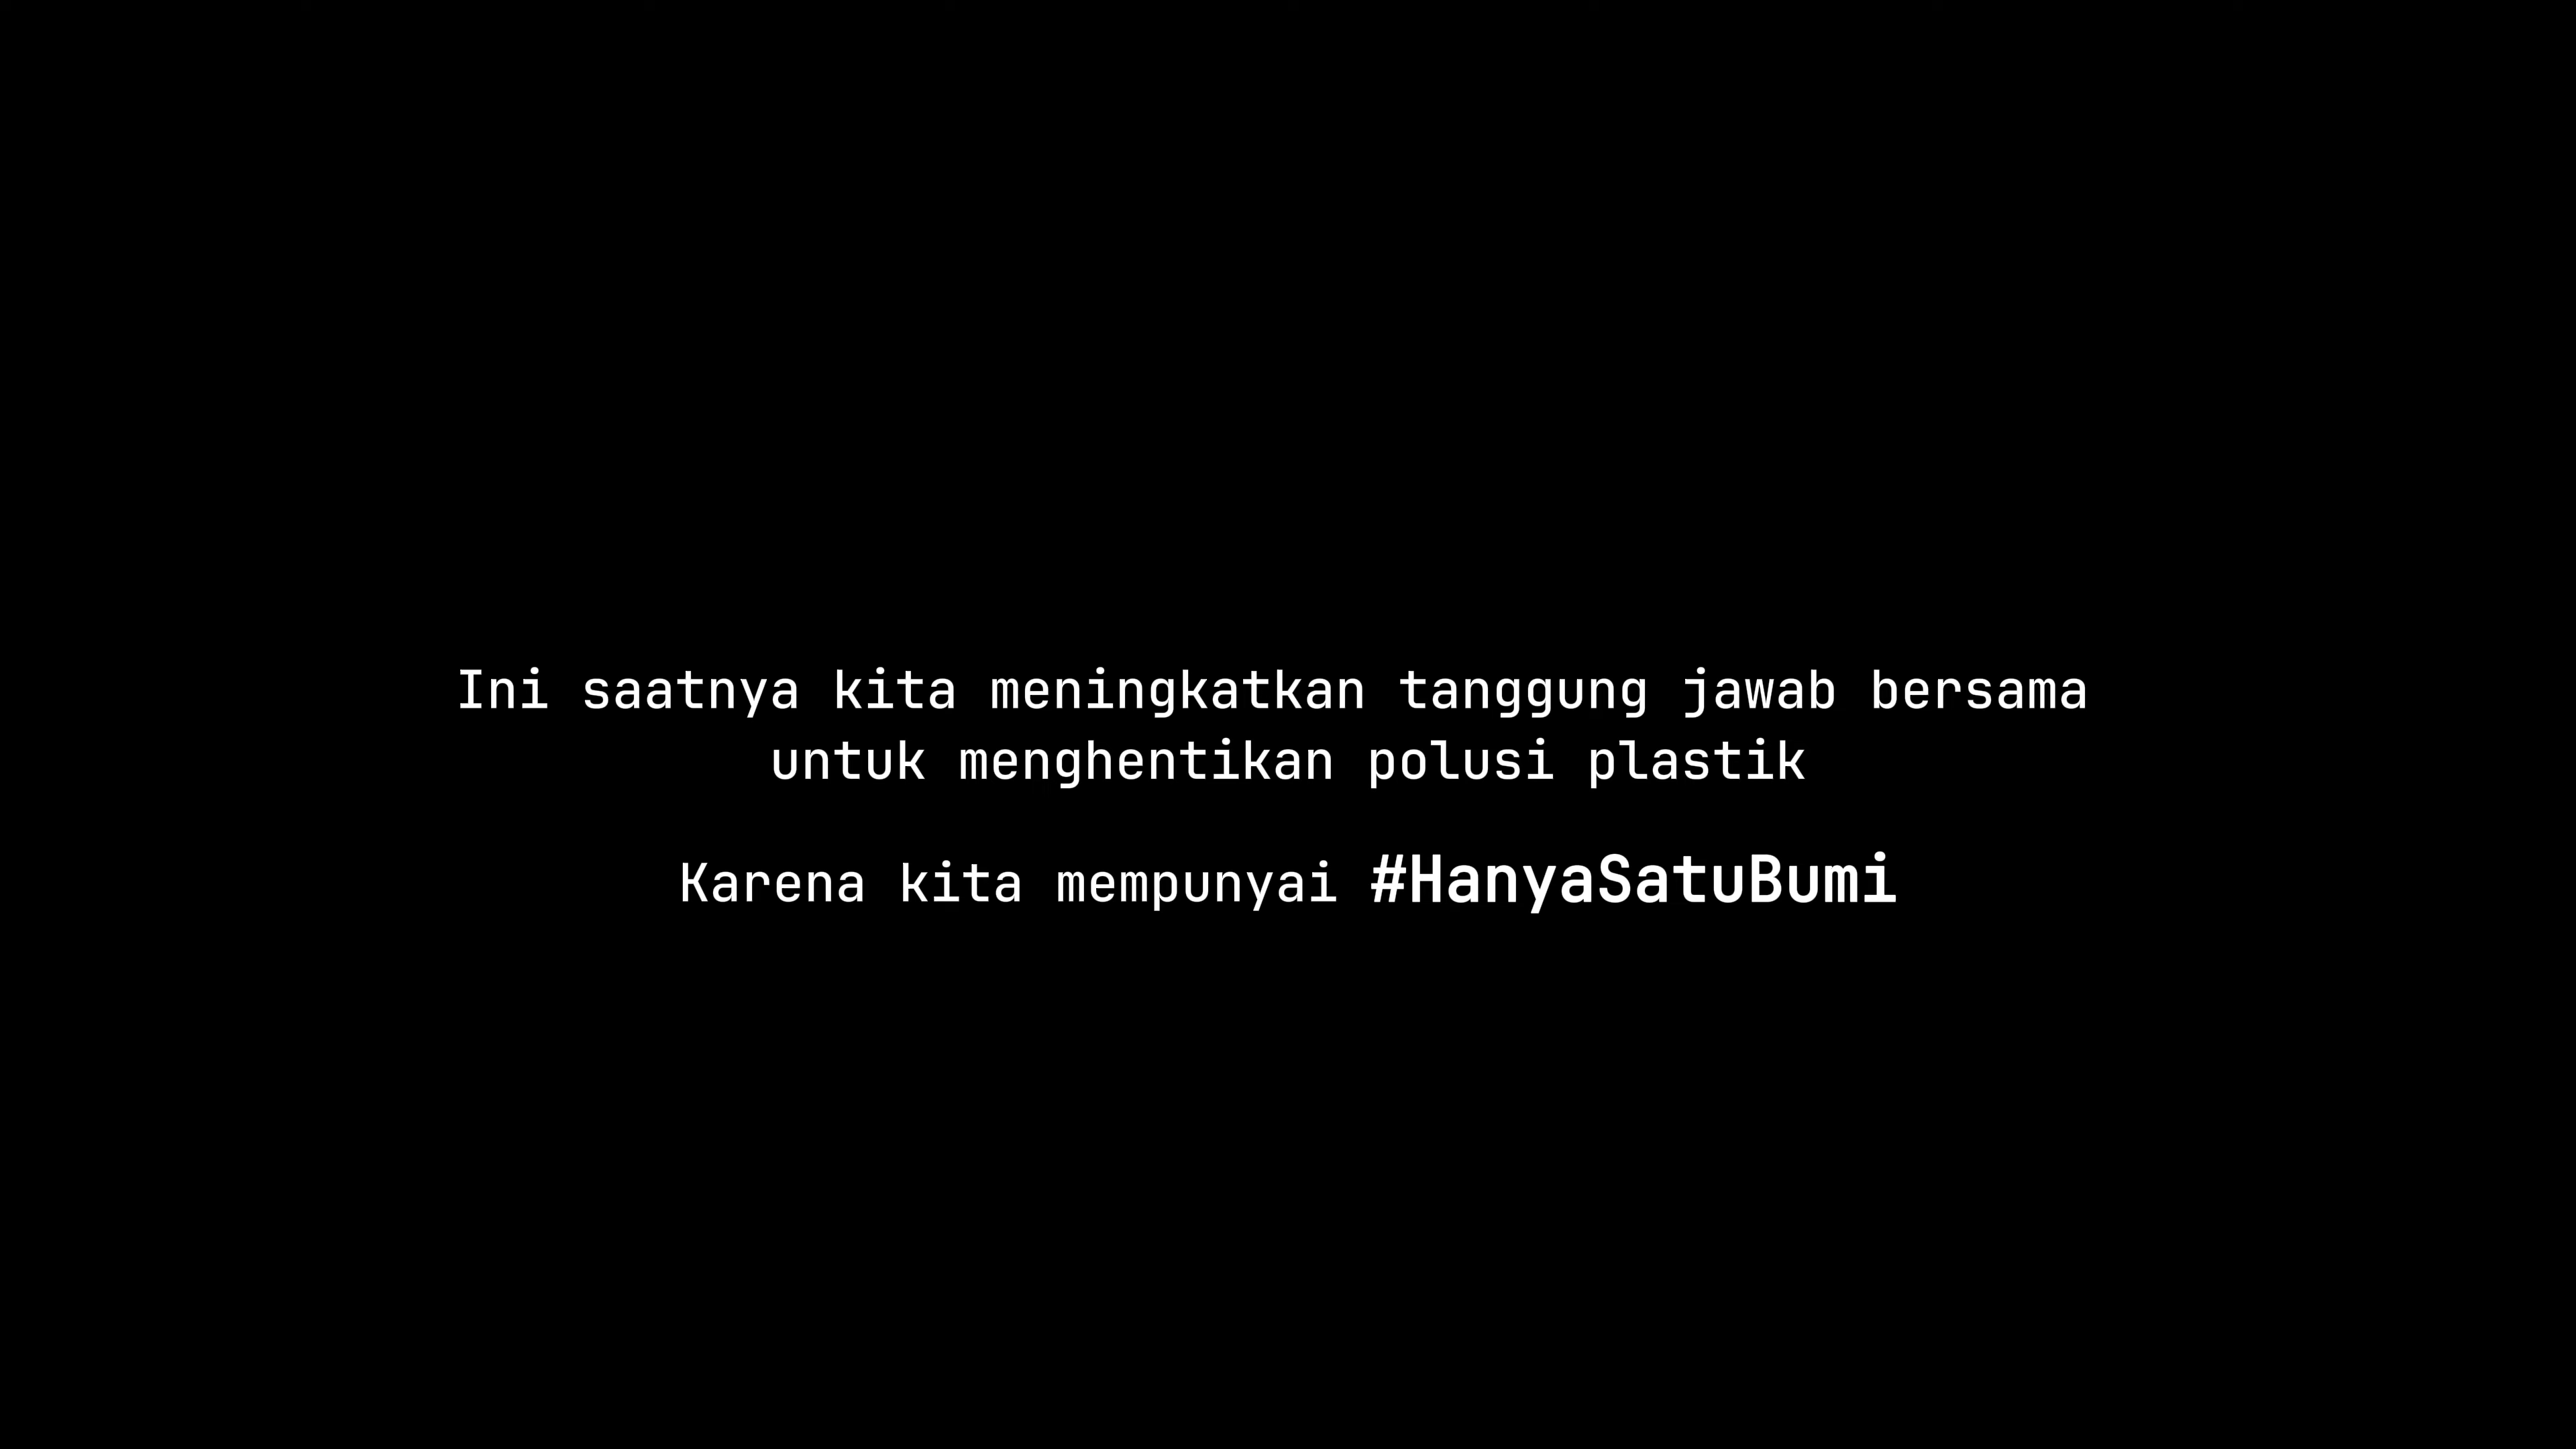 Ini saatnya kita meningkatkan tanggung jawab bersama
untuk menghentikan polusi plastik
Karena kita mempunyai #HanyaSatuBumi